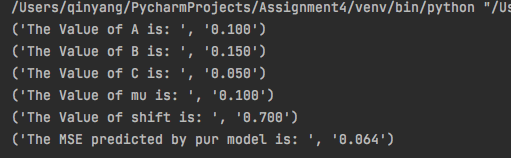 /Users/qinyang/PycharmProjects/Assignment4/venv/bin/python "/Us
('The Value of A is: ', '0.100')
('The Value of B is: ', '0.150')
('The Value of C is: ', '0.050')
('The Value of mu is: ', '0.100')
('The Value of shift is: ', '0.700')
('The MSE predicted by pur model is: ', '0.064')